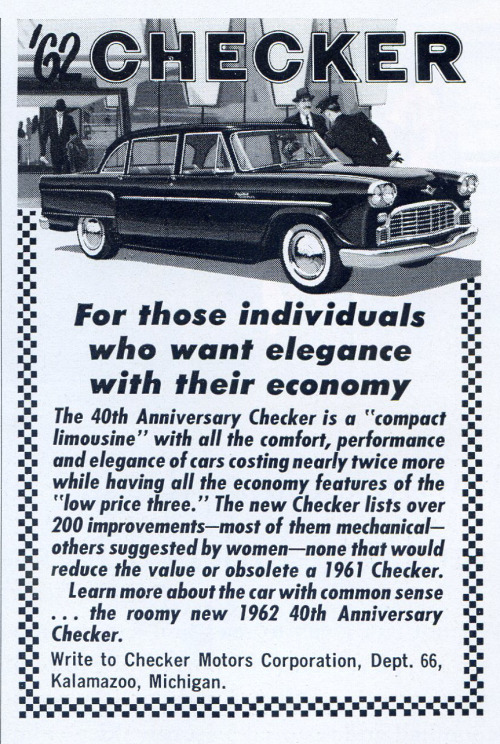 '62 CHECKER
For those individuals
who want elegance
with their economy
The 40th Anniversary Checker is a "compact
limousine" with all the comfort, performance
and elegance of cars costing nearly twice more
while having all the economy features of the
"low price three." The new Checker lists over
200 improvements—most of them mechanical—
others suggested by women—none that would
reduce the value or obsolete a 1961 Checker.
Learn more about the car with common sense
. . . the roomy new 1962 40th Anniversary
Checker.
Write to Checker Motors Corporation, Dept. 66,
Kalamazoo, Michigan.